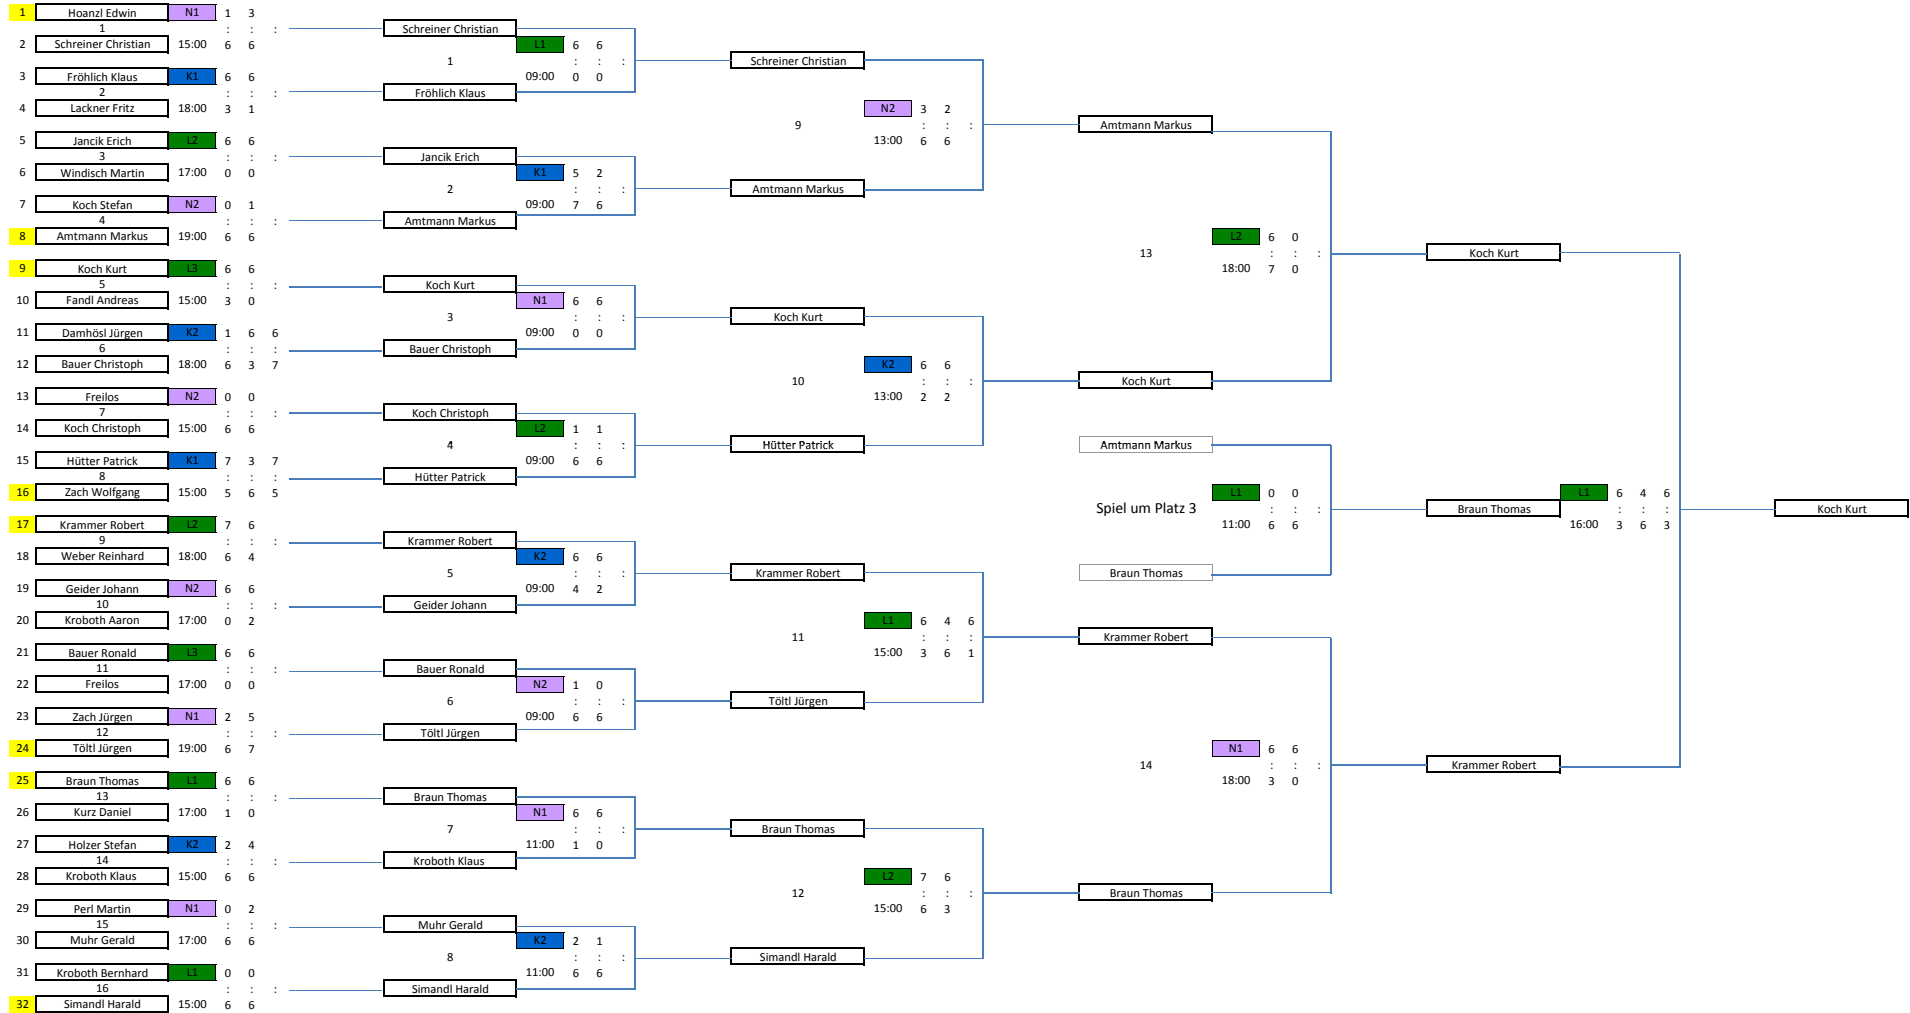 1 Hoanzl Edwin N1 1 3
1 : : :
2 Schreiner Christian 15:00 6 6
3 Fröhlich Klaus K1 6 6
2 : : :
4 Lackner Fritz 18:00 3 1
5 Jancik Erich L2 6 6
3 : : :
6 Windisch Martin 17:00 0 0
7 Koch Stefan N2 0 1
4 : : :
8 Amtmann Markus 19:00 6 6
9 Koch Kurt L3 6 6
5 : : :
10 Fandl Andreas 15:00 3 0
11 Damhösl Jürgen K2 1 6 6
6 : : :
12 Bauer Christoph 18:00 6 3 7
13 Freilos N2 0 0
7 : : :
14 Koch Christoph 15:00 6 6
15 Hütter Patrick K1 7 3 7
8 : : :
16 Zach Wolfgang 15:00 5 6 5
17 Krammer Robert L2 7 6
9 : : :
18 Weber Reinhard 18:00 6 4
19 Geider Johann N2 6 6
10 : : :
20 Kroboth Aaron 17:00 0 2
21 Bauer Ronald L3 6 6
11 : : :
22 Freilos 17:00 0 0
23 Zach Jürgen N1 2 5
12 : : :
24 Töltl Jürgen 19:00 6 7
25 Braun Thomas L1 6 6
13 : : :
26 Kurz Daniel 17:00 1 0
27 Holzer Stefan K2 2 4
14 : : :
28 Kroboth Klaus 15:00 6 6
29 Perl Martin N1 0 2
15 : : :
30 Muhr Gerald 17:00 6 6
31 Kroboth Bernhard L1 0 0
16 : : :
32 Simandl Harald 15:00 6 6
Schreiner Christian
L1 6 6
1 : : :
09:00 0 0
Fröhlich Klaus
Jancik Erich
K1 5 2
2 : : :
09:00 7 6
Amtmann Markus
Koch Kurt
N1 6 6
3 : : :
09:00 0 0
Bauer Christoph
Koch Christoph
L2 1 1
4 : : :
09:00 6 6
Hütter Patrick
Krammer Robert
K2 6 6
5 : : :
09:00 4 2
Geider Johann
Bauer Ronald
N2 1 0
6 : : :
09:00 6 6
Töltl Jürgen
Braun Thomas
N1 6 6
7 : : :
11:00 1 0
Kroboth Klaus
Muhr Gerald
K2 2 1
8 : : :
11:00 6 6
Simandl Harald
Schreiner Christian
N2 3 2
9 : : :
13:00 6 6
Amtmann Markus
Koch Kurt
K2 6 6
10 : : :
13:00 2 2
Hütter Patrick
Krammer Robert
L1 6 4 6
11 : : :
15:00 3 6 1
Töltl Jürgen
Braun Thomas
L2 7 6
12 : : :
15:00 6 3
Simandl Harald
Amtmann Markus
L2 6 0
13 : : :
18:00 7 0
Koch Kurt
Amtmann Markus
L1 0 0
Spiel um Platz 3 : : :
11:00 6 6
Braun Thomas
Krammer Robert
N1 6 6
14 : : :
18:00 3 0
Braun Thomas
Koch Kurt
L1 6 4 6
Braun Thomas : : :
16:00 3 6 3
Krammer Robert
Koch Kurt